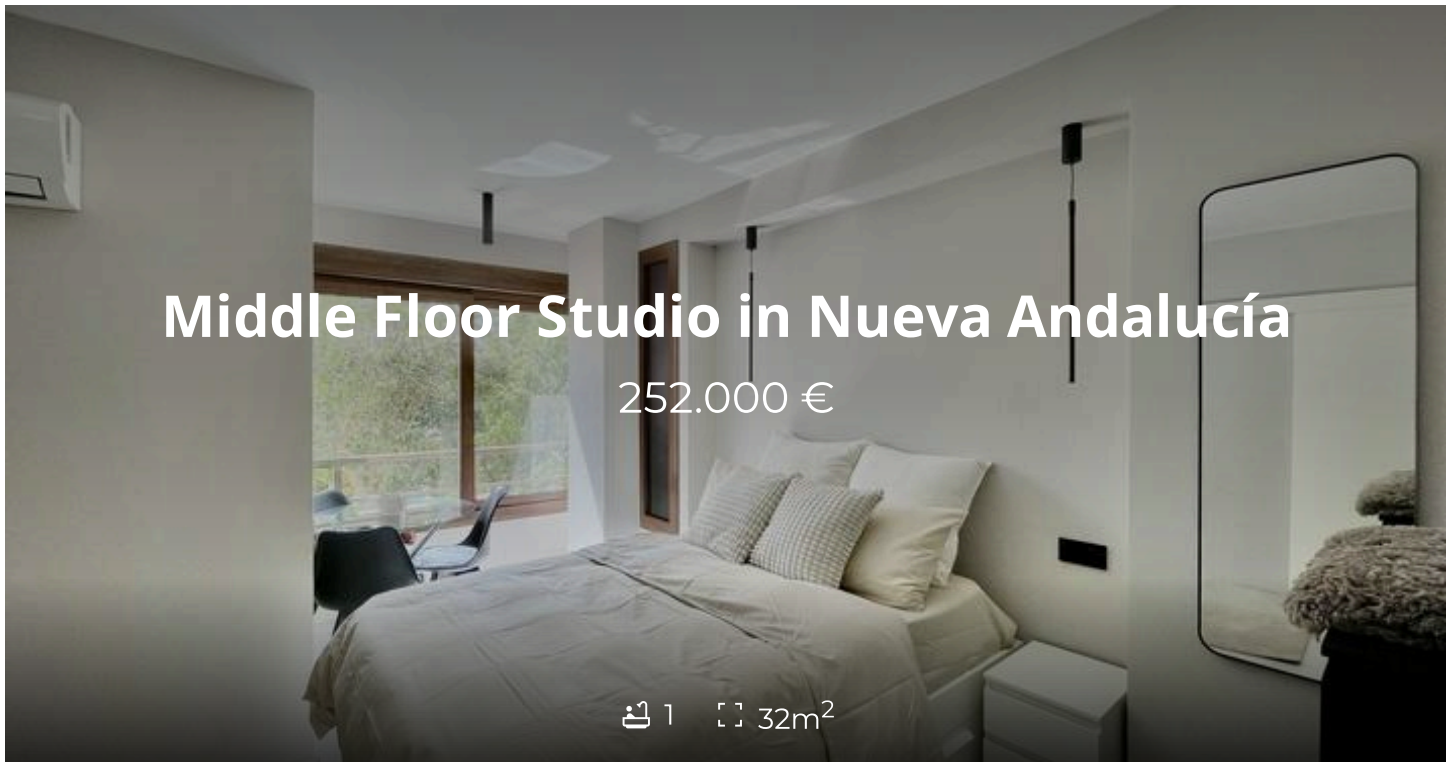 Middle Floor Studio in Nueva Andalucía
252.000 €
1 32m²